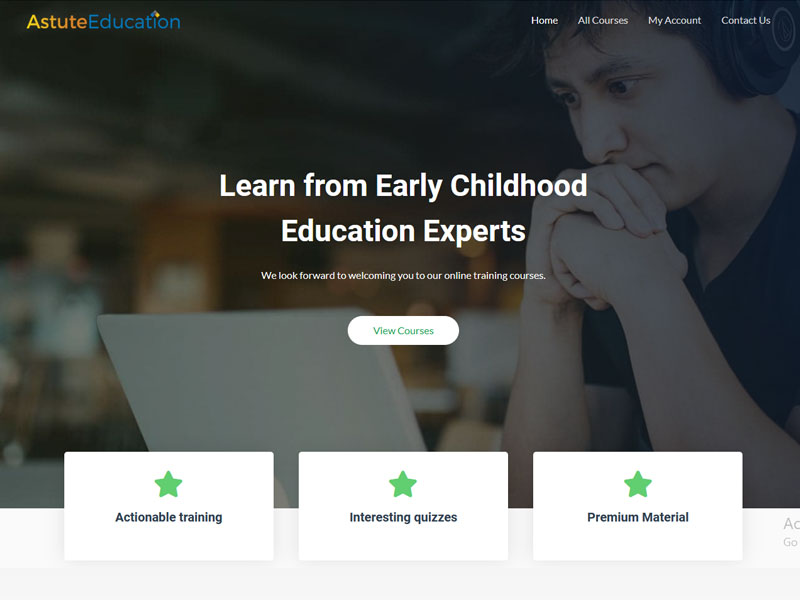 AstuteEducation
Home All Courses My Account Contact Us
Learn from Early Childhood
Education Experts
We look forward to welcoming you to our online training courses.
View Courses
Actionable training Interesting quizzes Premium Material
Go